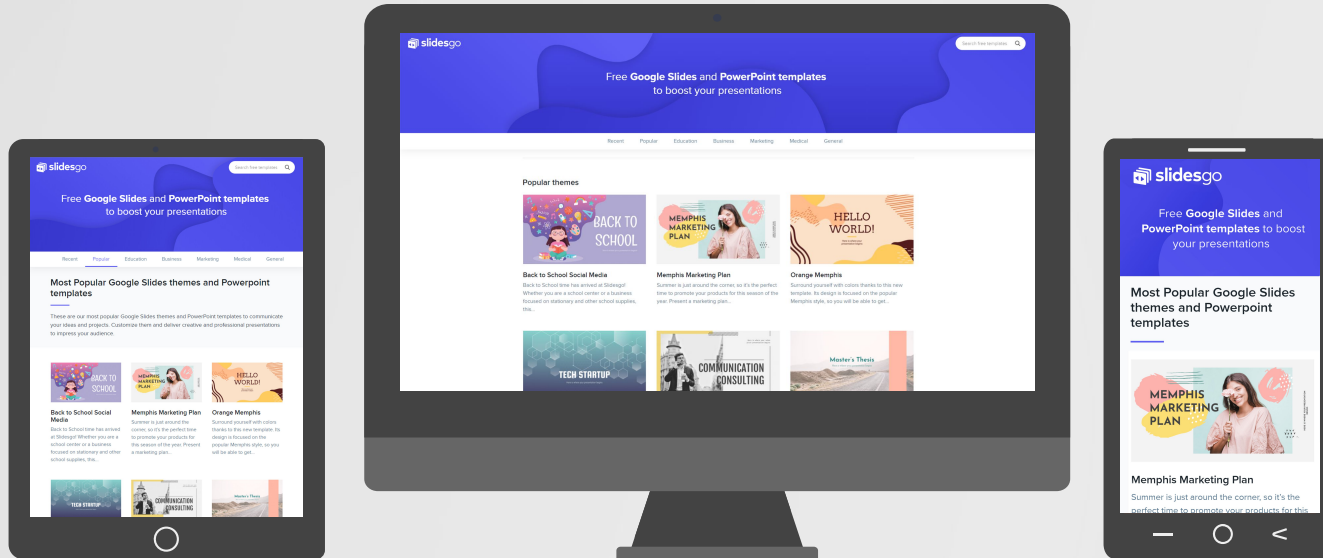 slidesgo
Search free templates
Free Google Slides and PowerPoint templates
to boost your presentations
Recent Popular Education Business Marketing Medical General
Most Popular Google Slides themes and Powerpoint
templates
These are our most popular Google Slides themes and PowerPoint templates to communicate
your ideas and projects. Customize them and deliver creative and professional presentations
to impress your audience.
BACK TO
SCHOOL
MEMPHIS
MARKETING
PLAN
HELLO
WORLD!
Back to School Social
Media
Back to School time has arrived
at Slidesgo! Whether you are a
school center or a business
focused on stationary and other
school supplies, this...
Memphis Marketing Plan
Summer is just around the
corner, so it's the perfect time
to promote your products for
this season of the year. Present
a marketing plan...
Orange Memphis
Surround yourself with colors
thanks to this new template. Its
design is focused on the
popular Memphis style, so you
will be able to get...
TECH STARTUP
COMMUNICATION
CONSULTING
Master's Thesis
slidesgo
Search free templates
Free Google Slides and PowerPoint templates
to boost your presentations
Recent Popular Education Business Marketing Medical General
Popular themes
BACK TO
SCHOOL
MEMPHIS
MARKETING
PLAN
HELLO
WORLD!
Back to School Social Media
Back to School time has arrived at Slidesgo!
Whether you are a school center or a business
focused on stationary and other school supplies,
this...
Memphis Marketing Plan
Summer is just around the corner, so it's the perfect
time to promote your products for this season of the
year. Present a marketing plan...
Orange Memphis
Surround yourself with colors thanks to this new
template. Its design is focused on the popular
Memphis style, so you will be able to get...
TECH STARTUP
COMMUNICATION
CONSULTING
Master's Thesis
slidesgo
Free Google Slides and
PowerPoint templates to boost
your presentations
Most Popular Google Slides
themes and Powerpoint
templates
MEMPHIS
MARKETING
PLAN
Memphis Marketing Plan
Summer is just around the corner, so it's the
perfect time to promote your products for this